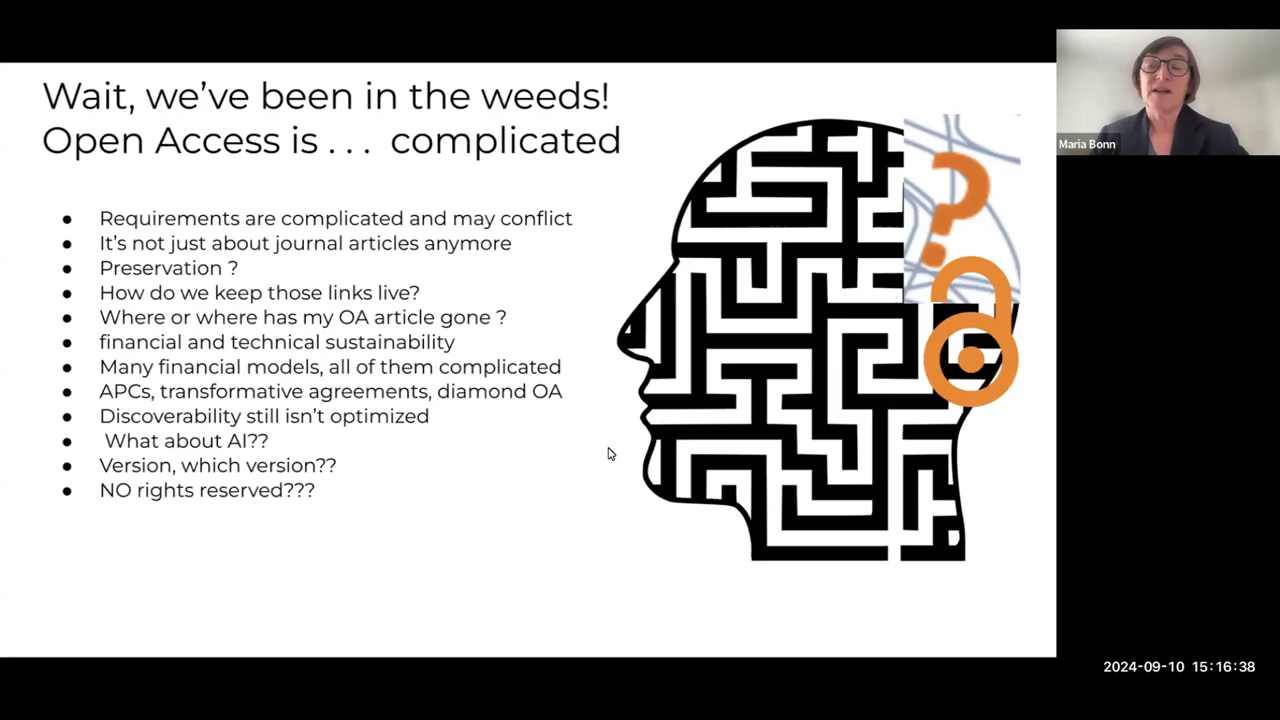 Wait, we've been in the weeds!
Open Access is . . .  complicated
● Requirements are complicated and may conflict
● It's not just about journal articles anymore
● Preservation ?
● How do we keep those links live?
● Where or where has my OA article gone ?
● financial and technical sustainability
● Many financial models, all of them complicated
● APCs, transformative agreements, diamond OA
● Discoverability still isn't optimized
● What about AI??
● Version, which version??
● NO rights reserved???
?
Maria Bonn
2024-09-10 15:16:38